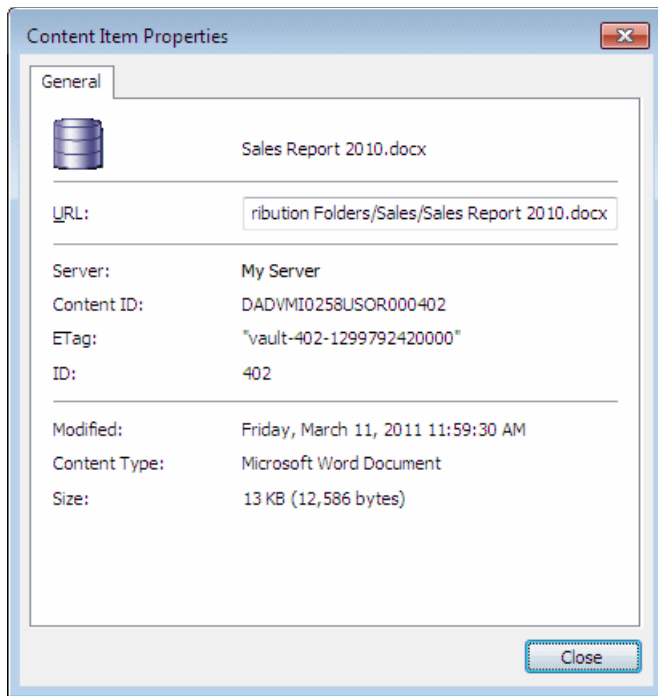 Content Item Properties
General
Sales Report 2010.docx
URL: ribution Folders/Sales/Sales Report 2010.docx
Server: My Server
Content ID: DADVMI0258USOR000402
ETag: "vault-402-1299792420000"
ID: 402
Modified: Friday, March 11, 2011 11:59:30 AM
Content Type: Microsoft Word Document
Size: 13 KB (12,586 bytes)
Close